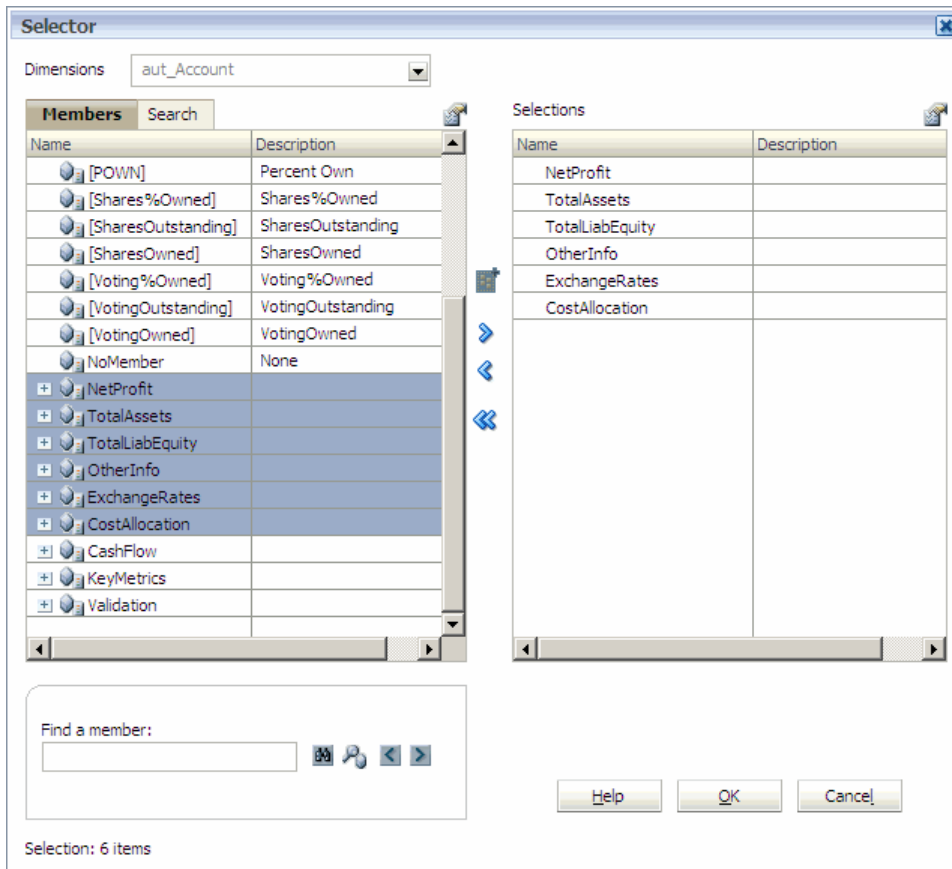 Selector
Dimensions aut_Account
Members Search
Name Description
[POWN] Percent Own
[Shares%Owned] Shares%Owned
[SharesOutstanding] SharesOutstanding
[SharesOwned] SharesOwned
[Voting%Owned] Voting%Owned
[VotingOutstanding] VotingOutstanding
[VotingOwned] VotingOwned
NoMember None
NetProfit
TotalAssets
TotalLiabEquity
OtherInfo
ExchangeRates
CostAllocation
CashFlow
KeyMetrics
Validation
Selections
Name Description
NetProfit
TotalAssets
TotalLiabEquity
OtherInfo
ExchangeRates
CostAllocation
Find a member:
Help OK Cancel
Selection: 6 items